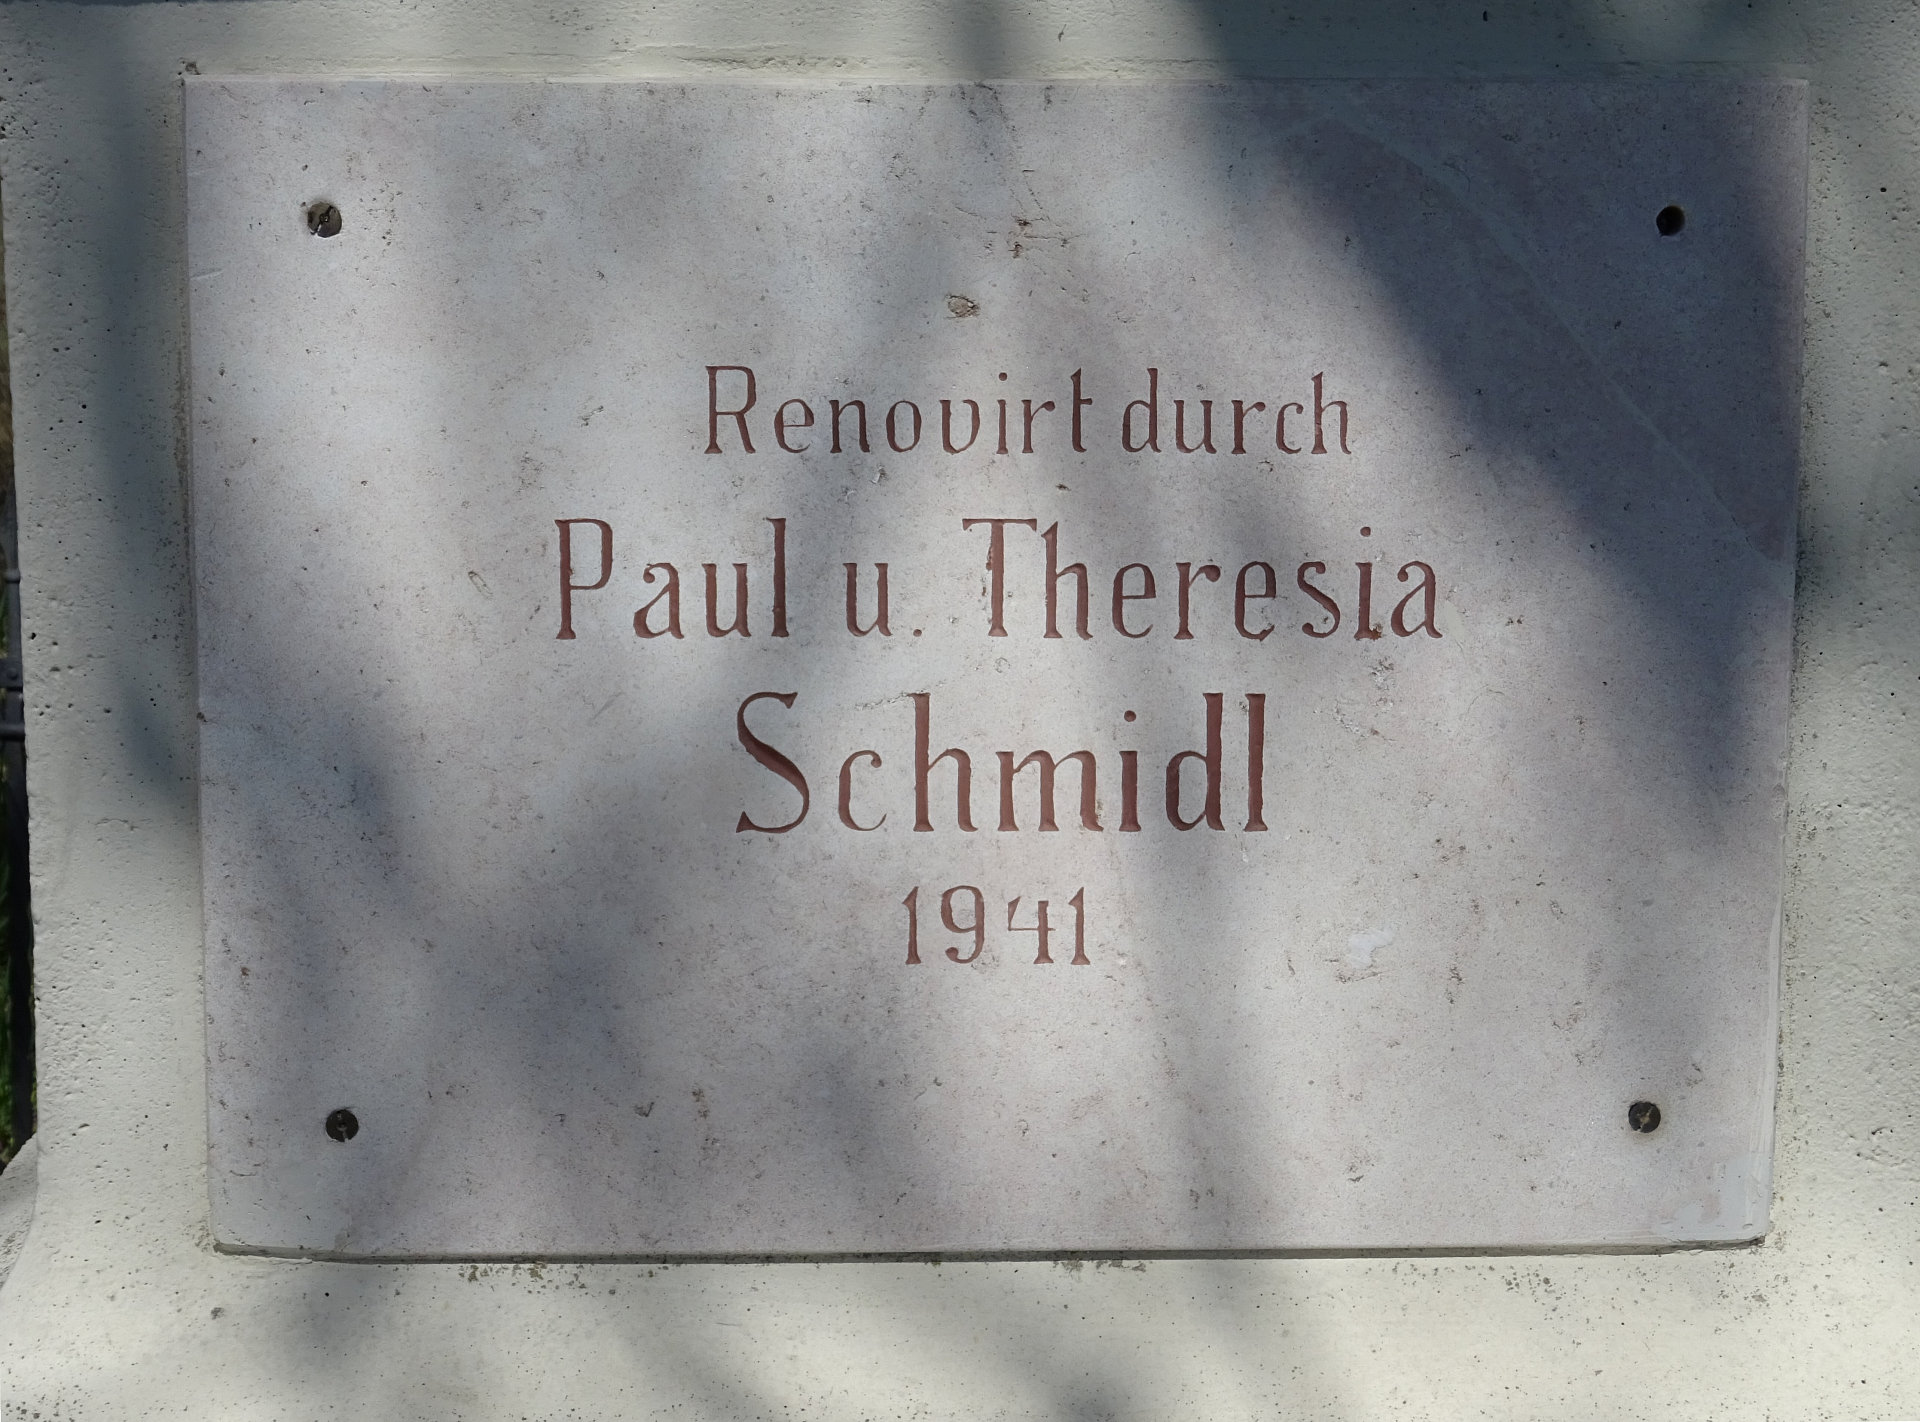 Renovirt durch
Paul u. Theresia
Schmidl
1941